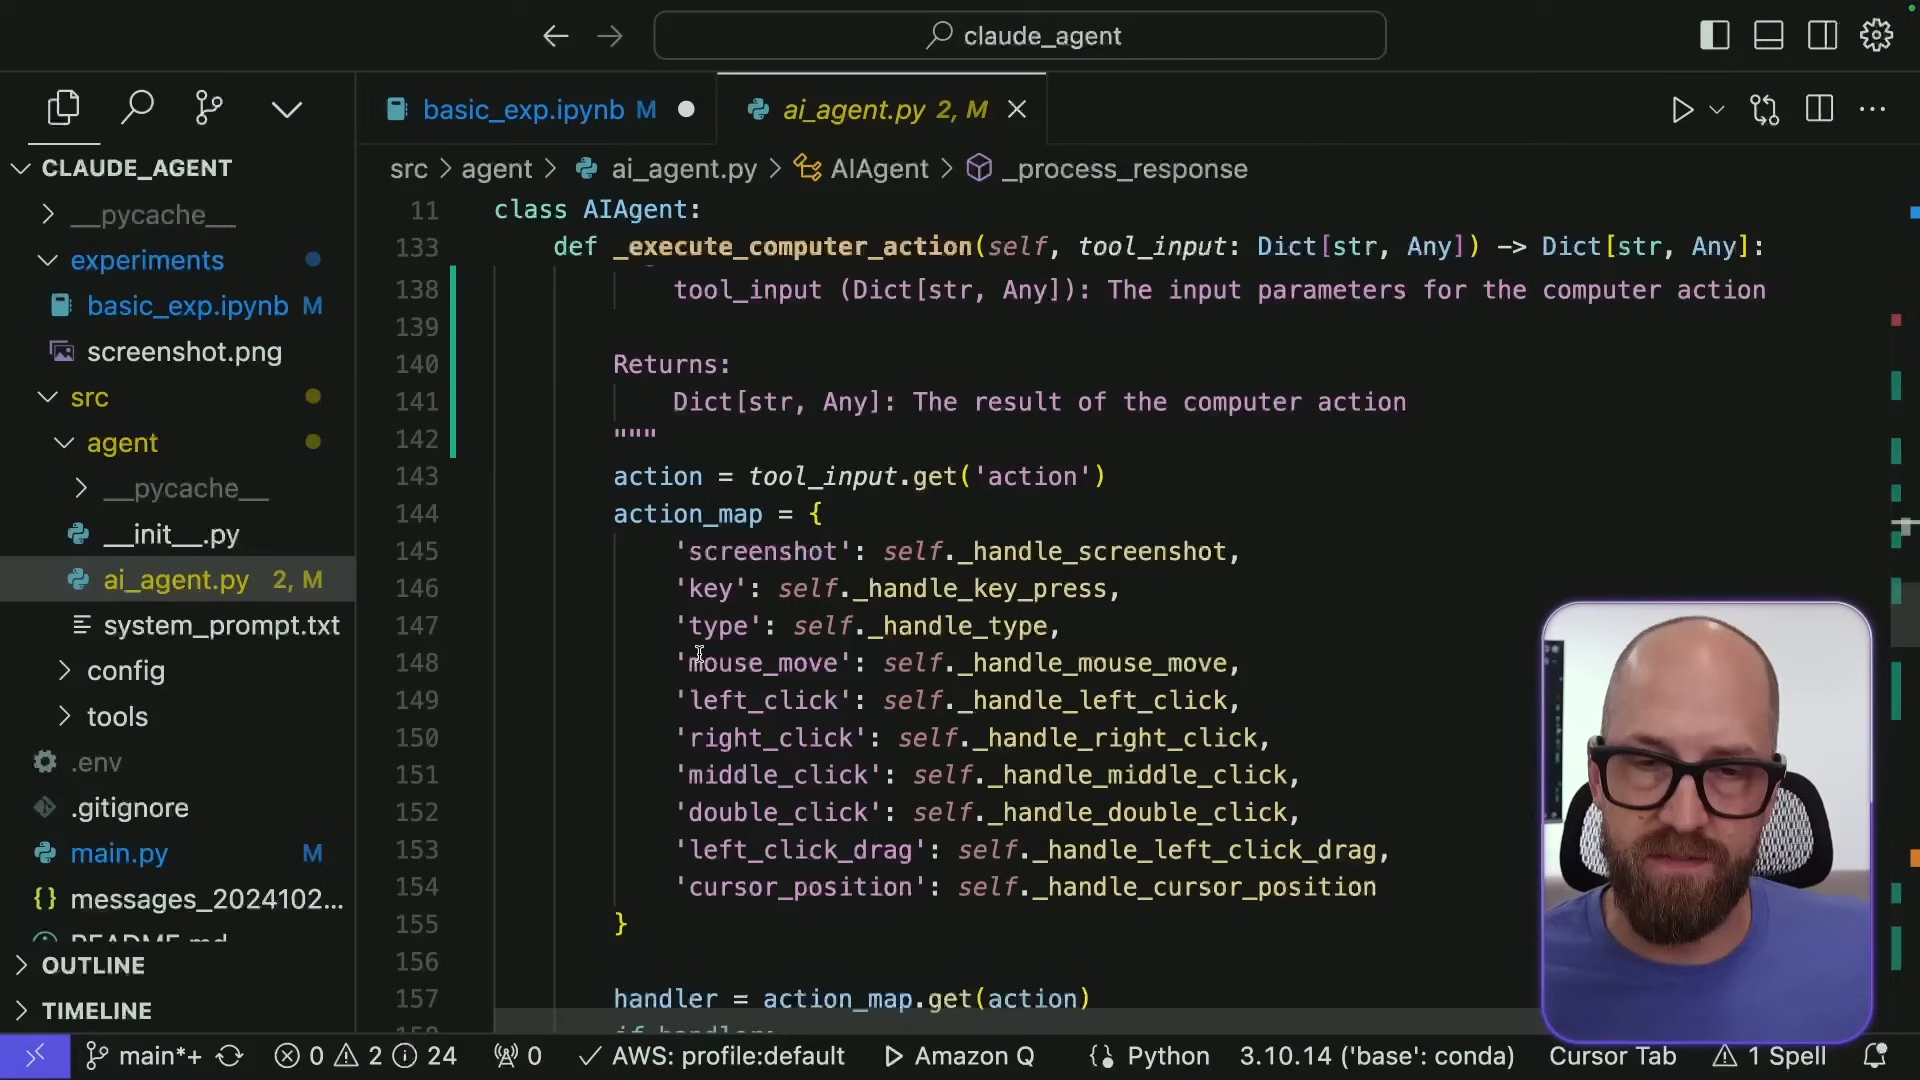 claude_agent
basic_exp.ipynb M
ai_agent.py 2, M
CLAUDE_AGENT
__pycache__
experiments
basic_exp.ipynb M
screenshot.png
src
agent
__pycache__
__init__.py
ai_agent.py 2, M
system_prompt.txt
config
tools
.env
.gitignore
main.py M
{} messages_2024102...
README.md
OUTLINE
TIMELINE
src > agent > ai_agent.py > AIAgent > _process_response
11 class AIAgent:
133 def _execute_computer_action(self, tool_input: Dict[str, Any]) -> Dict[str, Any]:
138 tool_input (Dict[str, Any]): The input parameters for the computer action
139
140 Returns:
141 Dict[str, Any]: The result of the computer action
142 """
143 action = tool_input.get('action')
144 action_map = {
145 'screenshot': self._handle_screenshot,
146 'key': self._handle_key_press,
147 'type': self._handle_type,
148 'mouse_move': self._handle_mouse_move,
149 'left_click': self._handle_left_click,
150 'right_click': self._handle_right_click,
151 'middle_click': self._handle_middle_click,
152 'double_click': self._handle_double_click,
153 'left_click_drag': self._handle_left_click_drag,
154 'cursor_position': self._handle_cursor_position
155 }
156
157 handler = action_map.get(action)
158 if handler:
main*+ 0 2 24 0 AWS: profile:default Amazon Q Python 3.10.14 ('base': conda) Cursor Tab 1 Spell